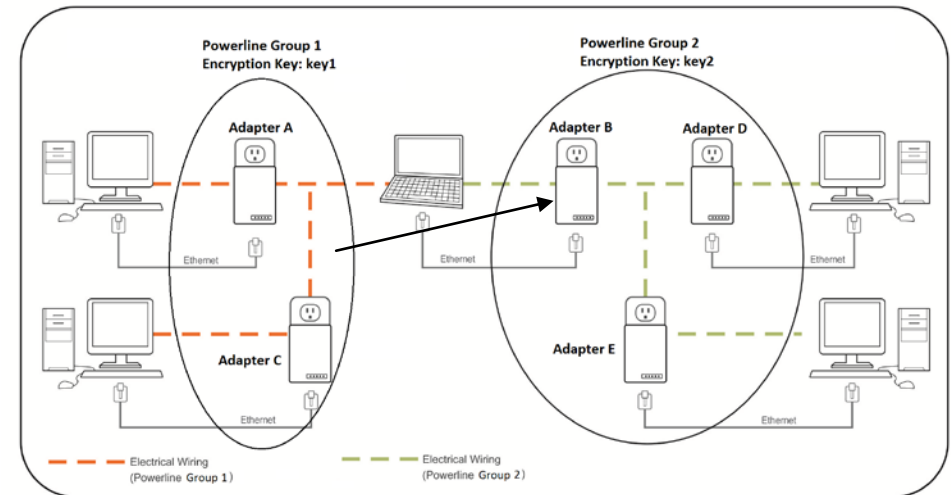 Powerline Group 1
Encryption Key: key1
Powerline Group 2
Encryption Key: key2
Adapter A
Adapter B
Adapter D
Ethernet
Ethernet
Ethernet
Adapter C
Adapter E
Ethernet
Ethernet
Electrical Wiring
(Powerline Group 1)
Electrical Wiring
(Powerline Group 2)